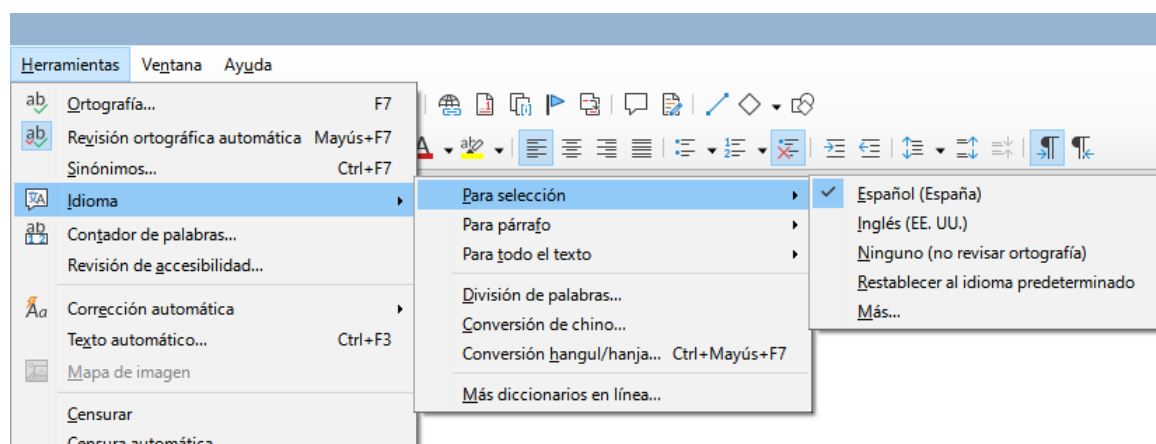 Herramientas Ventana Ayuda
Ortografía... F7
Revisión ortográfica automática Mayús+F7
Sinónimos... Ctrl+F7
Idioma
Contador de palabras...
Revisión de accesibilidad...
Corrección automática
Texto automático... Ctrl+F3
Mapa de imagen
Censurar
Censura automática
Para selección
Para párrafo
Para todo el texto
División de palabras...
Conversión de chino...
Conversión hangul/hanja... Ctrl+Mayús+F7
Más diccionarios en línea...
Español (España)
Inglés (EE. UU.)
Ninguno (no revisar ortografía)
Restablecer al idioma predeterminado
Más...